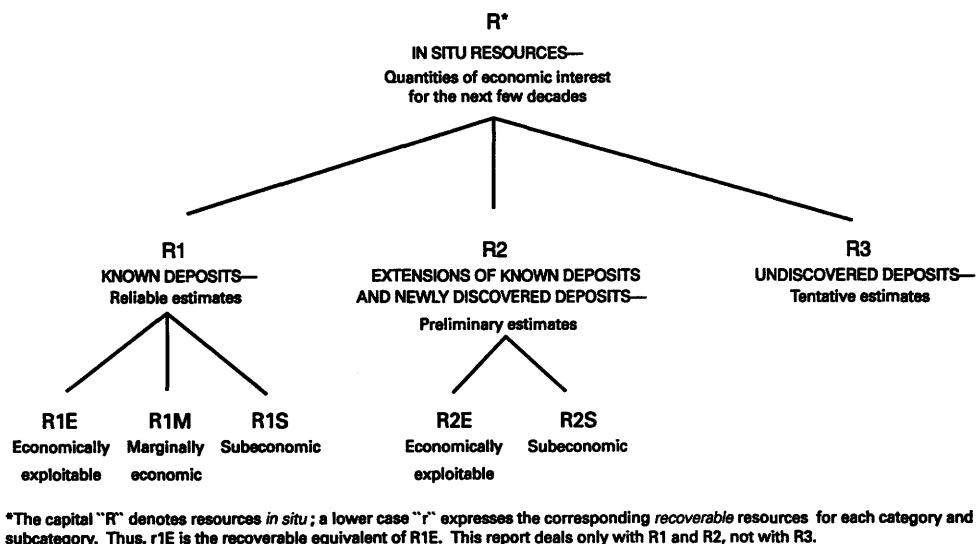 R*
IN SITU RESOURCES—
Quantities of economic interest
for the next few decades
R1
KNOWN DEPOSITS—
Reliable estimates
R2
EXTENSIONS OF KNOWN DEPOSITS
AND NEWLY DISCOVERED DEPOSITS—
Preliminary estimates
R3
UNDISCOVERED DEPOSITS—
Tentative estimates
R1E
Economically
exploitable
R1M
Marginally
economic
R1S
Subeconomic
R2E
Economically
exploitable
R2S
Subeconomic
*The capital "R" denotes resources in situ; a lower case "r" expresses the corresponding recoverable resources for each category and
subcategory. Thus, r1E is the recoverable equivalent of R1E. This report deals only with R1 and R2, not with R3.